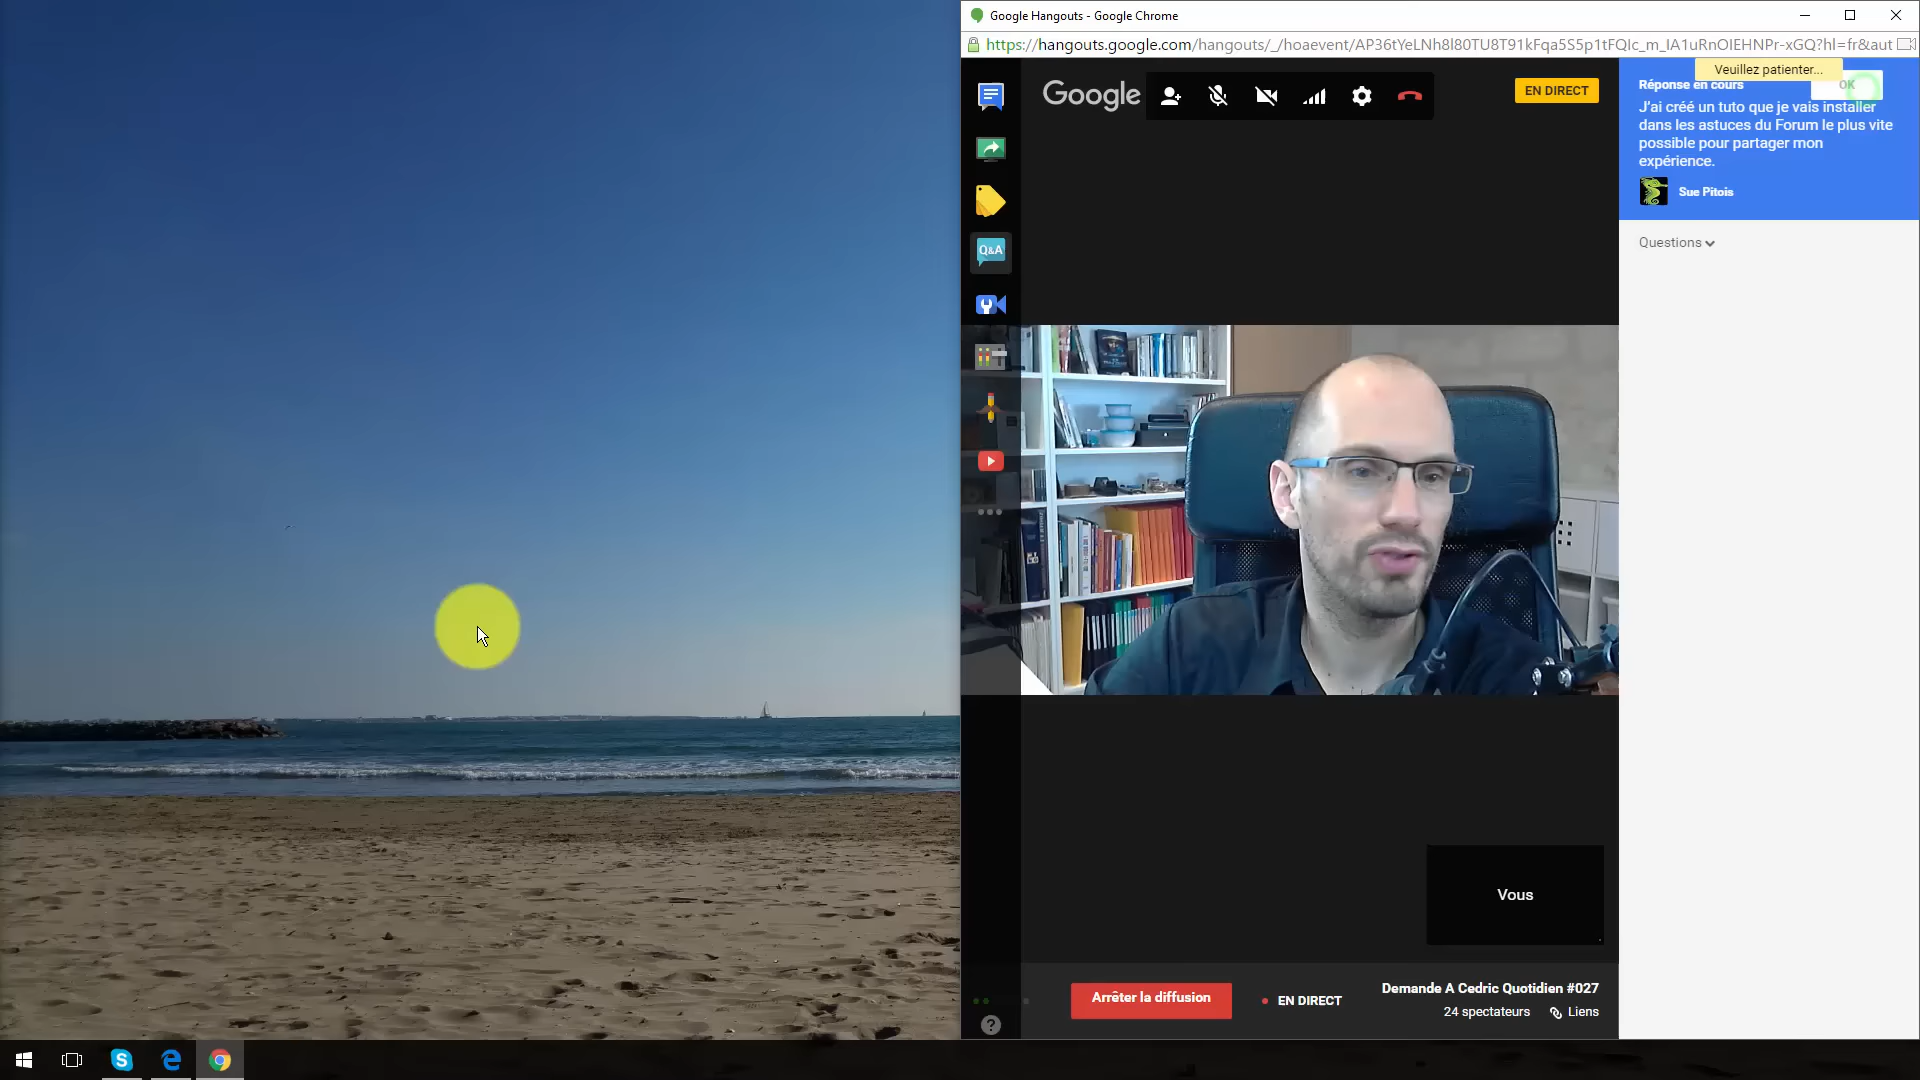 Google Hangouts - Google Chrome
https://hangouts.google.com/hangouts/_/hoaevent/AP36tYeLNh8l80TU8T91kFqa5S5p1tFQlc_m_IA1uRnOIEHNPr-xGQ?hl=fr&aut
Veuillez patienter...
Google
EN DIRECT
Réponse en cours
OK
J'ai créé un tuto que je vais installer
dans les astuces du Forum le plus vite
possible pour partager mon
expérience.
Sue Pitois
Questions
Q&A
Vous
Arrêter la diffusion
EN DIRECT
Demande A Cedric Quotidien #027
24 spectateurs
Liens